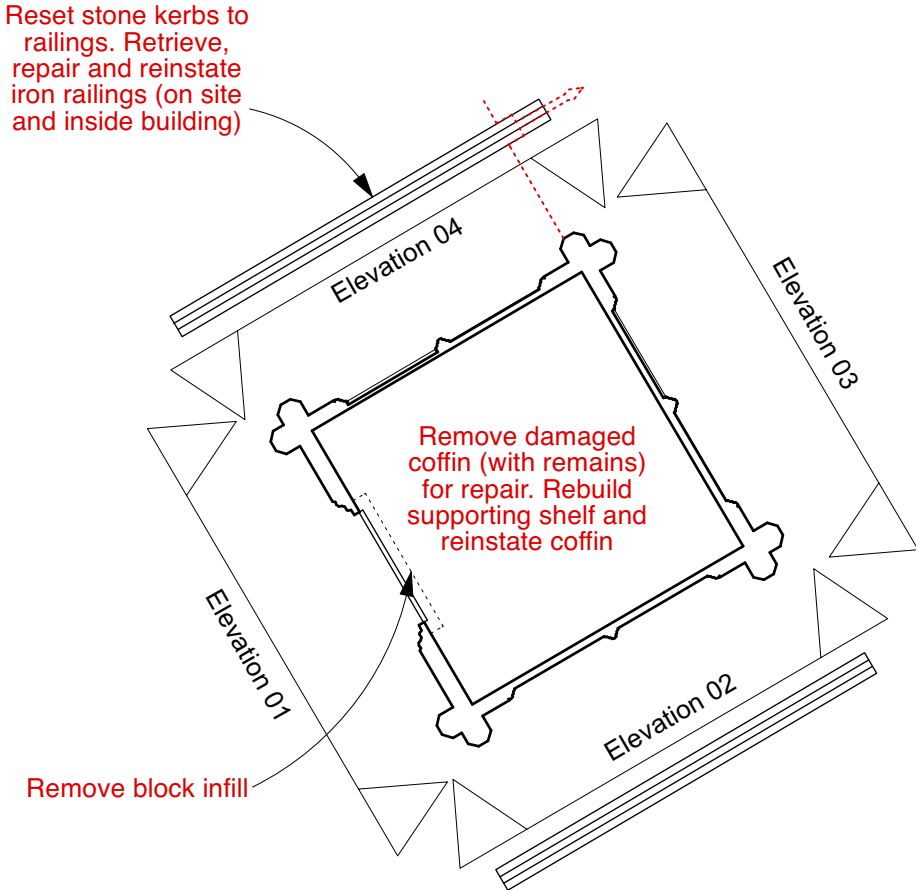 Reset stone kerbs to
railings. Retrieve,
repair and reinstate
iron railings (on site
and inside building)
Elevation 04
Elevation 03
Remove damaged
coffin (with remains)
for repair. Rebuild
supporting shelf and
reinstate coffin
Elevation 01
Elevation 02
Remove block infill